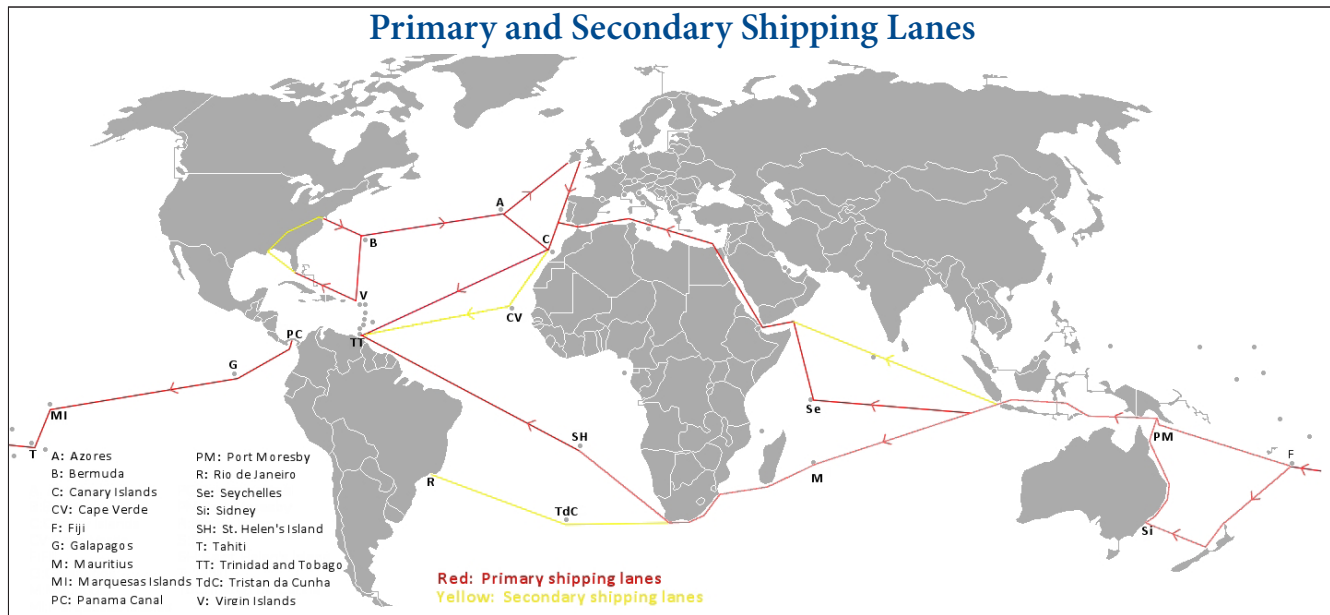 Primary and Secondary Shipping Lanes
A
B
C
V
CV
PC
TT
G
MI
T
SH
Se
PM
F
M
R
TdC
Si
A: Azores
B: Bermuda
C: Canary Islands
CV: Cape Verde
F: Fiji
G: Galapagos
M: Mauritius
MI: Marquesas Islands
PC: Panama Canal
PM: Port Moresby
R: Rio de Janeiro
Se: Seychelles
Si: Sidney
SH: St. Helen's Island
T: Tahiti
TT: Trinidad and Tobago
TdC: Tristan da Cunha
V: Virgin Islands
Red: Primary shipping lanes
Yellow: Secondary shipping lanes